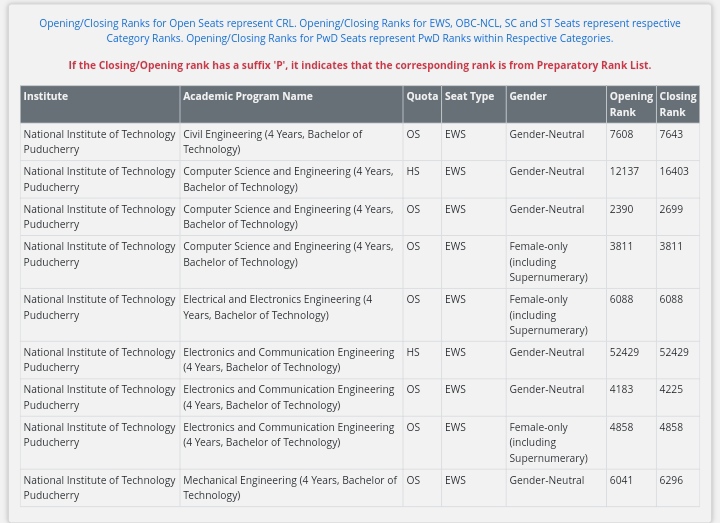 Opening/Closing Ranks for Open Seats represent CRL. Opening/Closing Ranks for EWS, OBC-NCL, SC and ST Seats represent respective
Category Ranks. Opening/Closing Ranks for PwD Seats represent PwD Ranks within Respective Categories.
If the Closing/Opening rank has a suffix 'P', it indicates that the corresponding rank is from Preparatory Rank List.
Institute Academic Program Name Quota Seat Type Gender Opening Closing
Rank Rank
National Institute of Technology Civil Engineering (4 Years, Bachelor of OS EWS Gender-Neutral 7608 7643
Puducherry Technology)
National Institute of Technology Computer Science and Engineering (4 Years, HS EWS Gender-Neutral 12137 16403
Puducherry Bachelor of Technology)
National Institute of Technology Computer Science and Engineering (4 Years, OS EWS Gender-Neutral 2390 2699
Puducherry Bachelor of Technology)
National Institute of Technology Computer Science and Engineering (4 Years, OS EWS Female-only 3811 3811
Puducherry Bachelor of Technology) (including
Supernumerary)
National Institute of Technology Electrical and Electronics Engineering (4 OS EWS Female-only 6088 6088
Puducherry Years, Bachelor of Technology) (including
Supernumerary)
National Institute of Technology Electronics and Communication Engineering HS EWS Gender-Neutral 52429 52429
Puducherry (4 Years, Bachelor of Technology)
National Institute of Technology Electronics and Communication Engineering OS EWS Gender-Neutral 4183 4225
Puducherry (4 Years, Bachelor of Technology)
National Institute of Technology Electronics and Communication Engineering OS EWS Female-only 4858 4858
Puducherry (4 Years, Bachelor of Technology) (including
Supernumerary)
National Institute of Technology Mechanical Engineering (4 Years, Bachelor of OS EWS Gender-Neutral 6041 6296
Puducherry Technology)